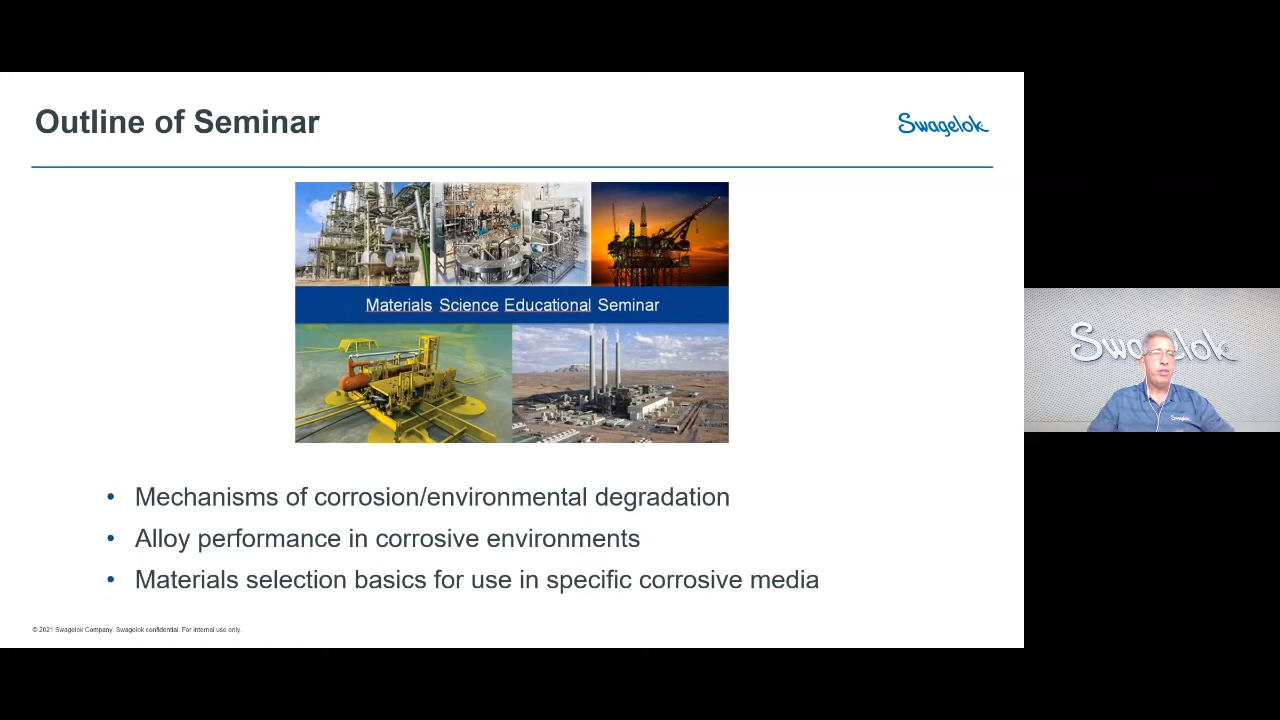 Outline of Seminar
Swagelok
Materials Science Educational Seminar
Swagelok
Swagelok
• Mechanisms of corrosion/environmental degradation
• Alloy performance in corrosive environments
• Materials selection basics for use in specific corrosive media
© 2021 Swagelok Company. Swagelok confidential. For internal use only.